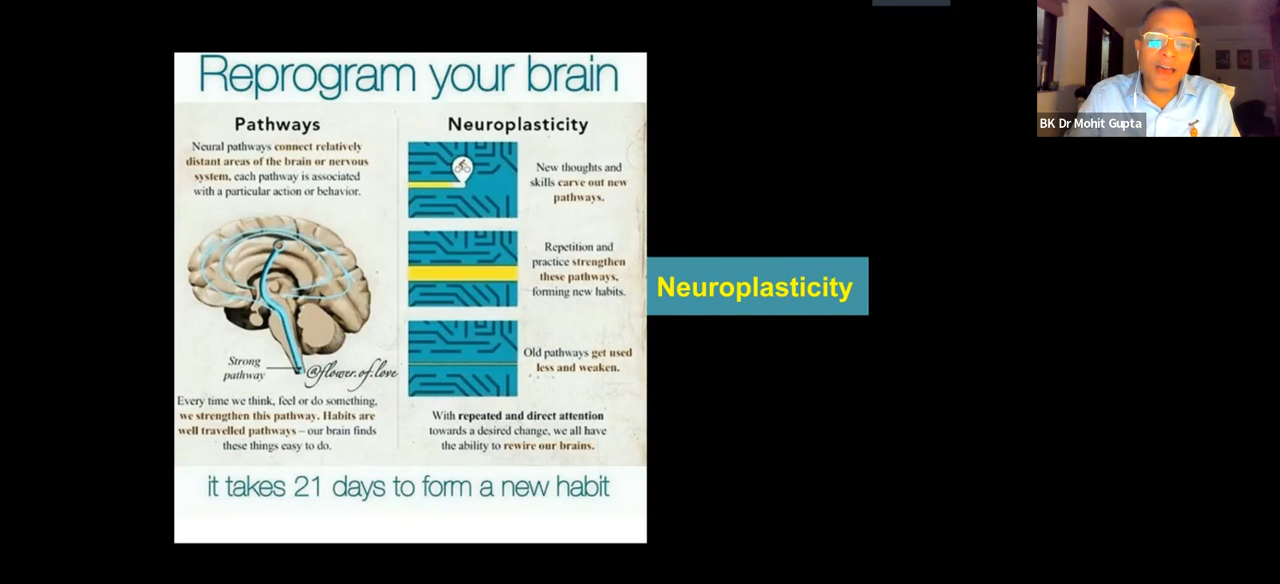 Reprogram your brain
Pathways
Neural pathways connect relatively
distant areas of the brain or nervous
system, each pathway is associated
with a particular action or behavior.
Strong
pathway
@flower.of.love
Every time we think, feel or do something,
we strengthen this pathway. Habits are
well travelled pathways – our brain finds
these things easy to do.
Neuroplasticity
New thoughts and
skills carve out new
pathways.
Repetition and
practice strengthen
these pathways,
forming new habits.
Old pathways get used
less and weaken.
With repeated and direct attention
towards a desired change, we all have
the ability to rewire our brains.
it takes 21 days to form a new habit
Neuroplasticity
BK Dr Mohit Gupta